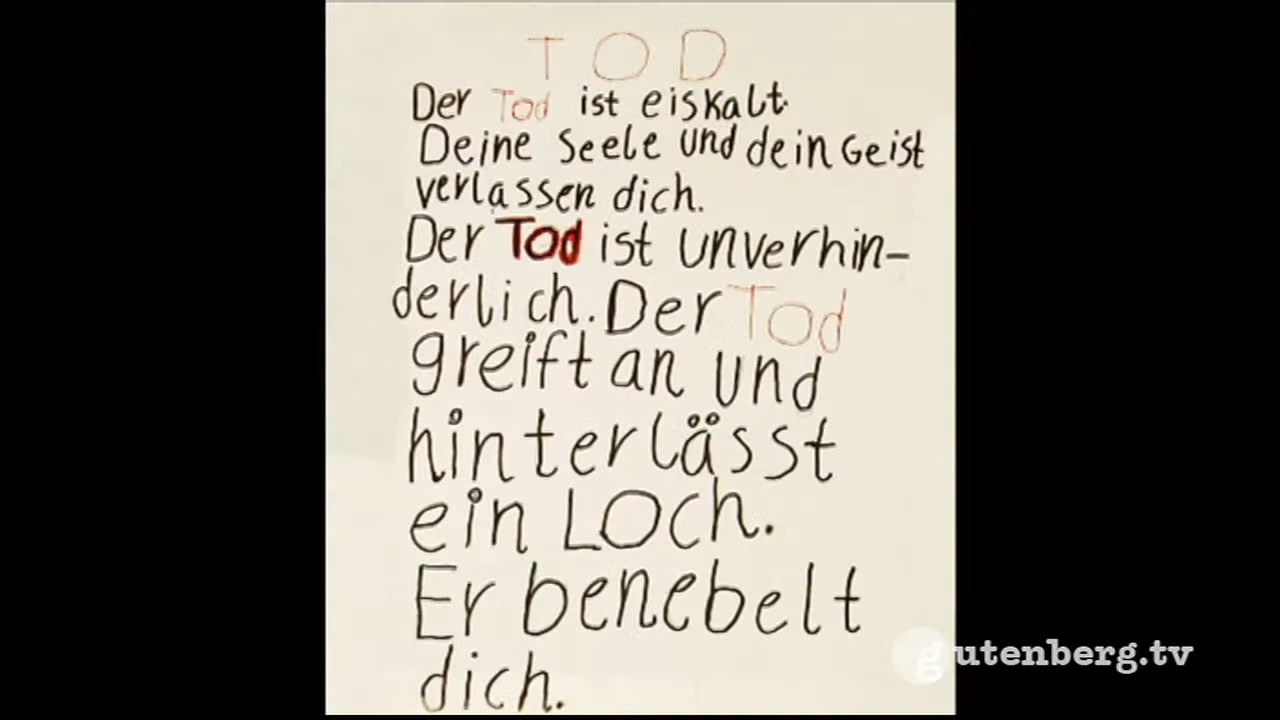 TOD
Der Tod ist eiskalt.
Deine Seele und dein Geist
verlassen dich.
Der Tod ist unverhin-
derlich. Der Tod
greift an und
hinterlässt
ein Loch.
Er benebelt
dich.
gutenberg.tv